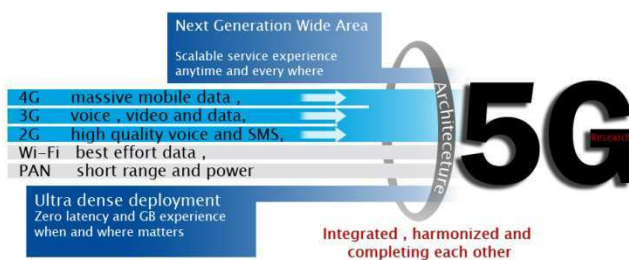 Next Generation Wide Area
Scalable service experience
anytime and every where
4G massive mobile data ,
3G voice , video and data,
2G high quality voice and SMS,
Wi-Fi best effort data ,
PAN short range and power
Ultra dense deployment
Zero latency and GB experience
when and where matters
Architeceture
5G
Research
Integrated , harmonized and
completing each other